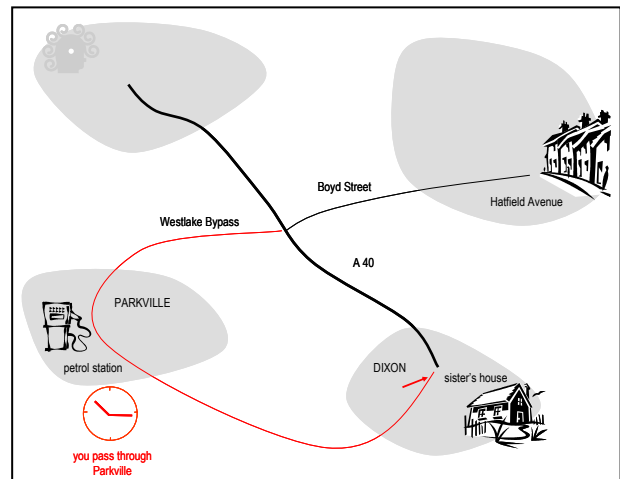 Boyd Street
Hatfield Avenue
Westlake Bypass
A 40
PARKVILLE
petrol station
DIXON
sister's house
you pass through
Parkville